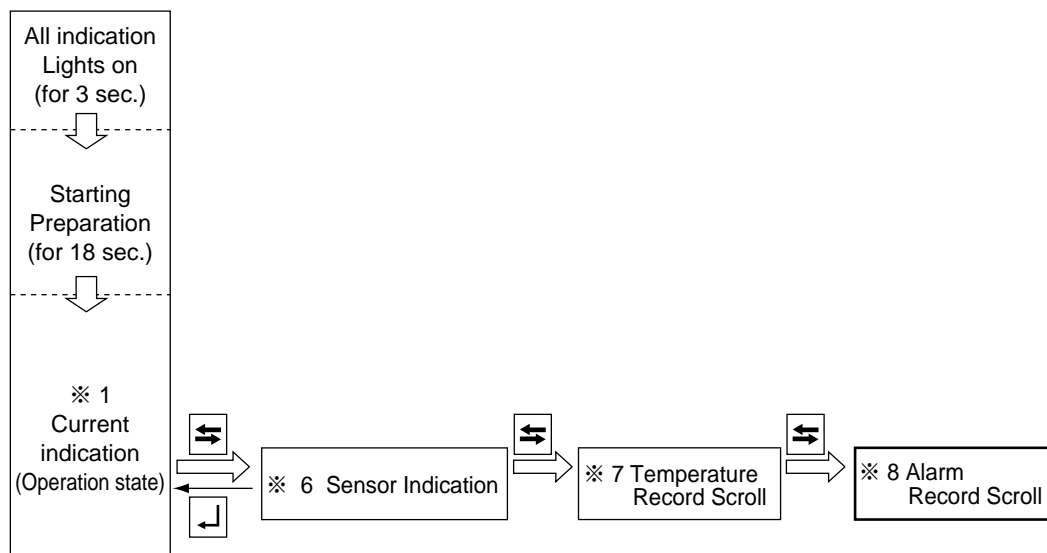 All indication
Lights on
(for 3 sec.)
Starting
Preparation
(for 18 sec.)
※ 1
Current
indication
(Operation state)
※ 6 Sensor Indication
※ 7 Temperature
Record Scroll
※ 8 Alarm
Record Scroll